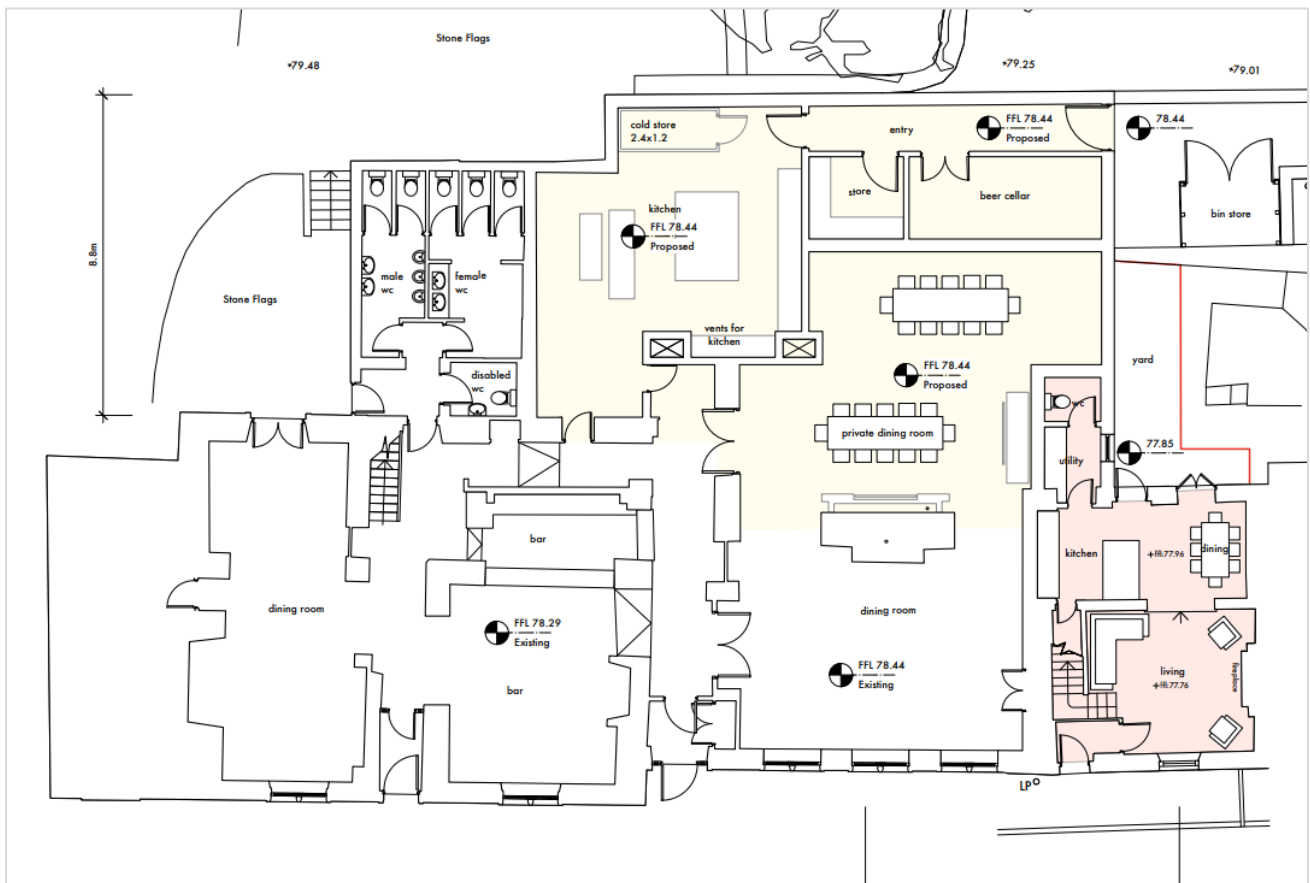 Stone Flags
+79.48
+79.25
+79.01
cold store
2.4x1.2
entry
FFL 78.44
Proposed
78.44
store
beer cellar
bin store
kitchen
FFL 78.44
Proposed
8.8m
Stone Flags
male
wc
female
wc
vents for
kitchen
yard
disabled
wc
FFL 78.44
Proposed
wc
private dining room
77.85
utility
bar
kitchen
+ffl:77.96
dining
dining room
FFL 78.29
Existing
dining room
FFL 78.44
Existing
living
+ffl:77.76
fireplace
bar
LP